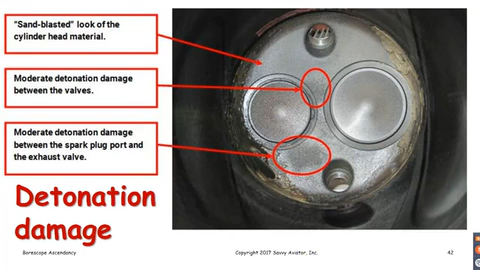 "Sand-blasted" look of the
cylinder head material.
Moderate detonation damage
between the valves.
Moderate detonation damage
between the spark plug port and
the exhaust valve.
Detonation
damage
Borescope Ascendancy
Copyright 2017 Savvy Aviator, Inc.
42